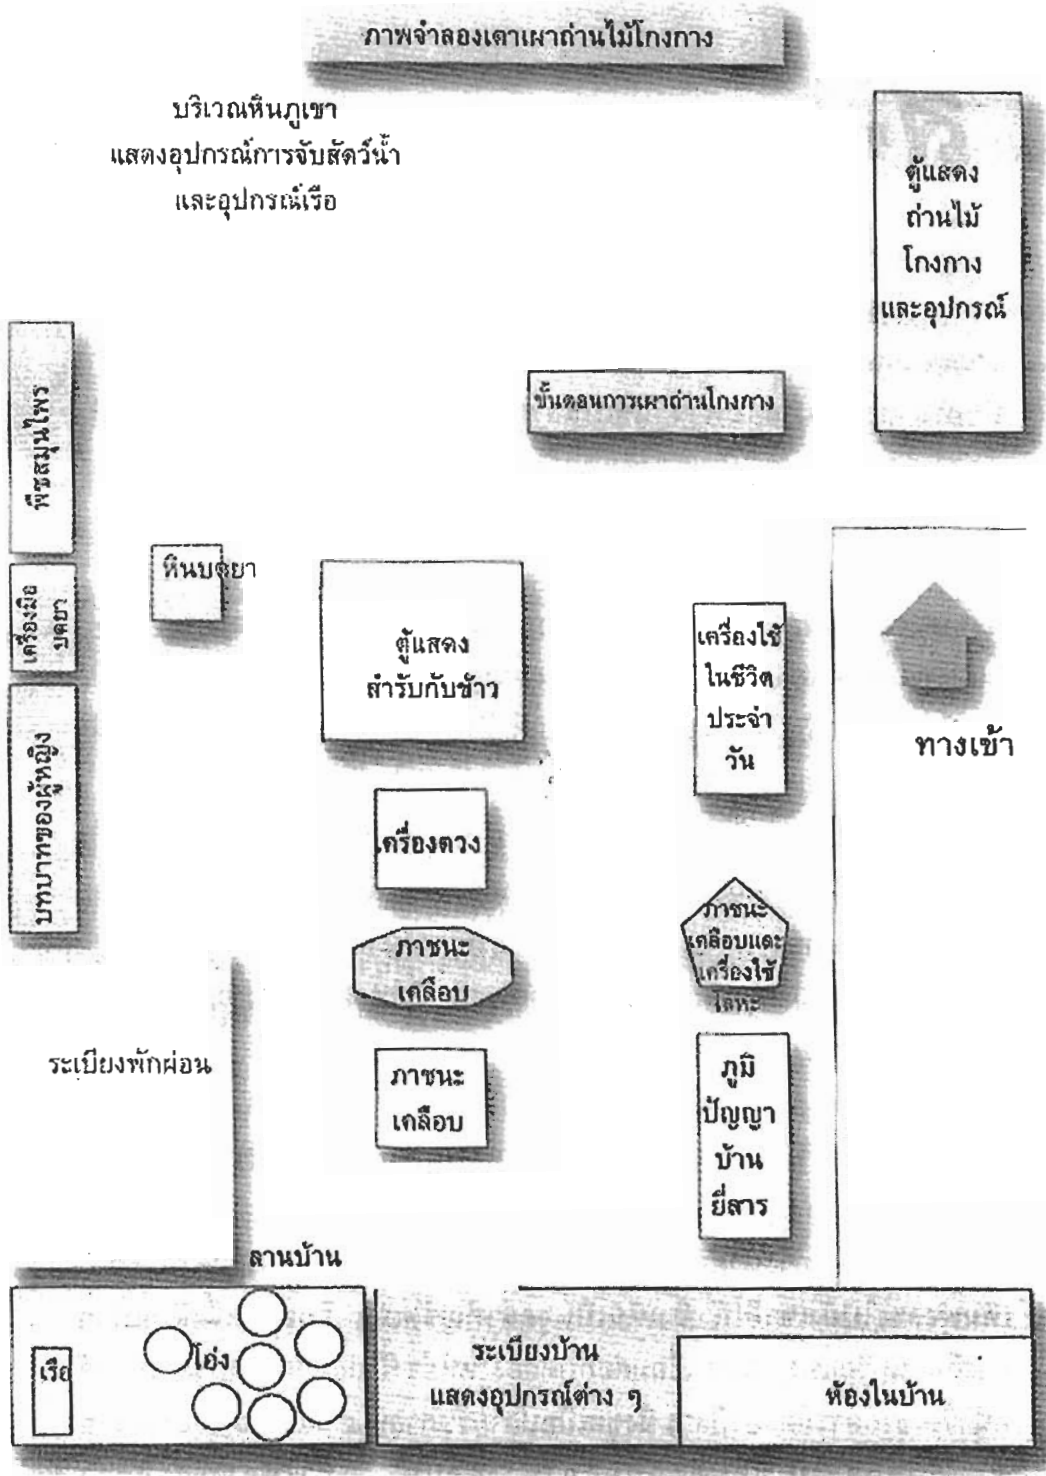 ภาพจำลองเตาเผาถ่านไม้โกงกาง
บริเวณหินภูเขา
แสดงอุปกรณ์การจับสัตว์น้ำ
และอุปกรณ์เรือ
ตู้แสดง
ถ่านไม้
โกงกาง
และอุปกรณ์
ขั้นตอนการเผาถ่านโกงกาง
พืชสมุนไพร
เครื่องมือ
บดยา
บทบาทของผู้หญิง
หินบดยา
ตู้แสดง
สำรับกับข้าว
เครื่องใช้
ในชีวิต
ประจำ
วัน
ทางเข้า
เครื่องตวง
ภาชนะ
เคลือบ
ภาชนะ
เคลือบและ
เครื่องใช้
โลหะ
ระเบียงพักผ่อน
ภาชนะ
เคลือบ
ภูมิ
ปัญญา
บ้าน
ยี่สาร
ลานบ้าน
เรือ
โอ่ง
ระเบียงบ้าน
แสดงอุปกรณ์ต่าง ๆ
ห้องในบ้าน